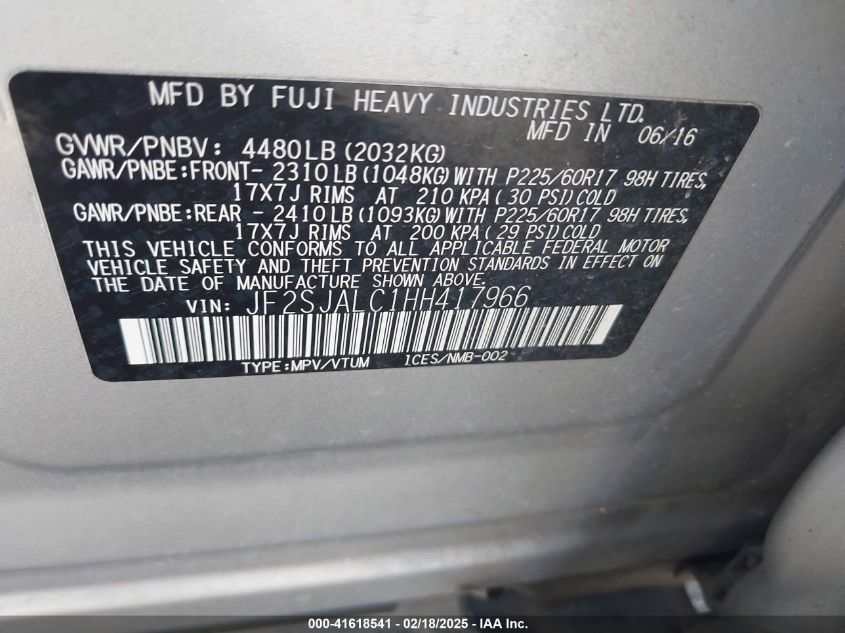 MFD BY FUJI HEAVY INDUSTRIES LTD.
MFD IN 06/16
GVWR/PNBV: 4480LB (2032KG)
GAWR/PNBE:FRONT- 2310 LB (1048KG) WITH P225/60R17 98H TIRES,
17X7J RIMS AT 210 KPA ( 30 PSI) COLD
GAWR/PNBE:REAR - 2410 LB (1093KG) WITH P225/60R17 98H TIRES,
17X7J RIMS AT 200 KPA ( 29 PSI) COLD
THIS VEHICLE CONFORMS TO ALL APPLICABLE FEDERAL MOTOR
VEHICLE SAFETY AND THEFT PREVENTION STANDARDS IN EFFECT ON
THE DATE OF MANUFACTURE SHOWN ABOVE.
VIN: JF2SJALC1HH417966
TYPE:MPV/VTUM ICES/NMB-002
000-41618541 - 02/18/2025 - IAA Inc.